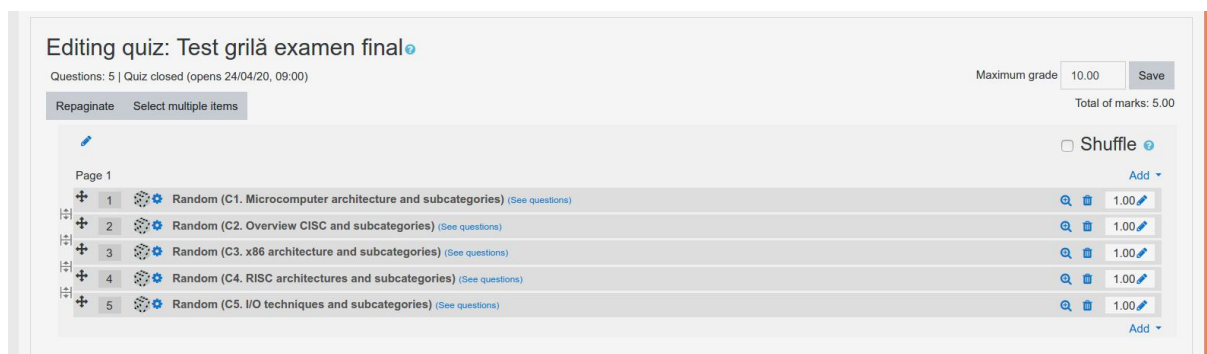 Editing quiz: Test grilă examen final
Questions: 5 | Quiz closed (opens 24/04/20, 09:00)
Maximum grade 10.00 Save
Repaginate Select multiple items
Total of marks: 5.00
Shuffle
Page 1
Add
1 Random (C1. Microcomputer architecture and subcategories) (See questions) 1.00
2 Random (C2. Overview CISC and subcategories) (See questions) 1.00
3 Random (C3. x86 architecture and subcategories) (See questions) 1.00
4 Random (C4. RISC architectures and subcategories) (See questions) 1.00
5 Random (C5. I/O techniques and subcategories) (See questions) 1.00
Add